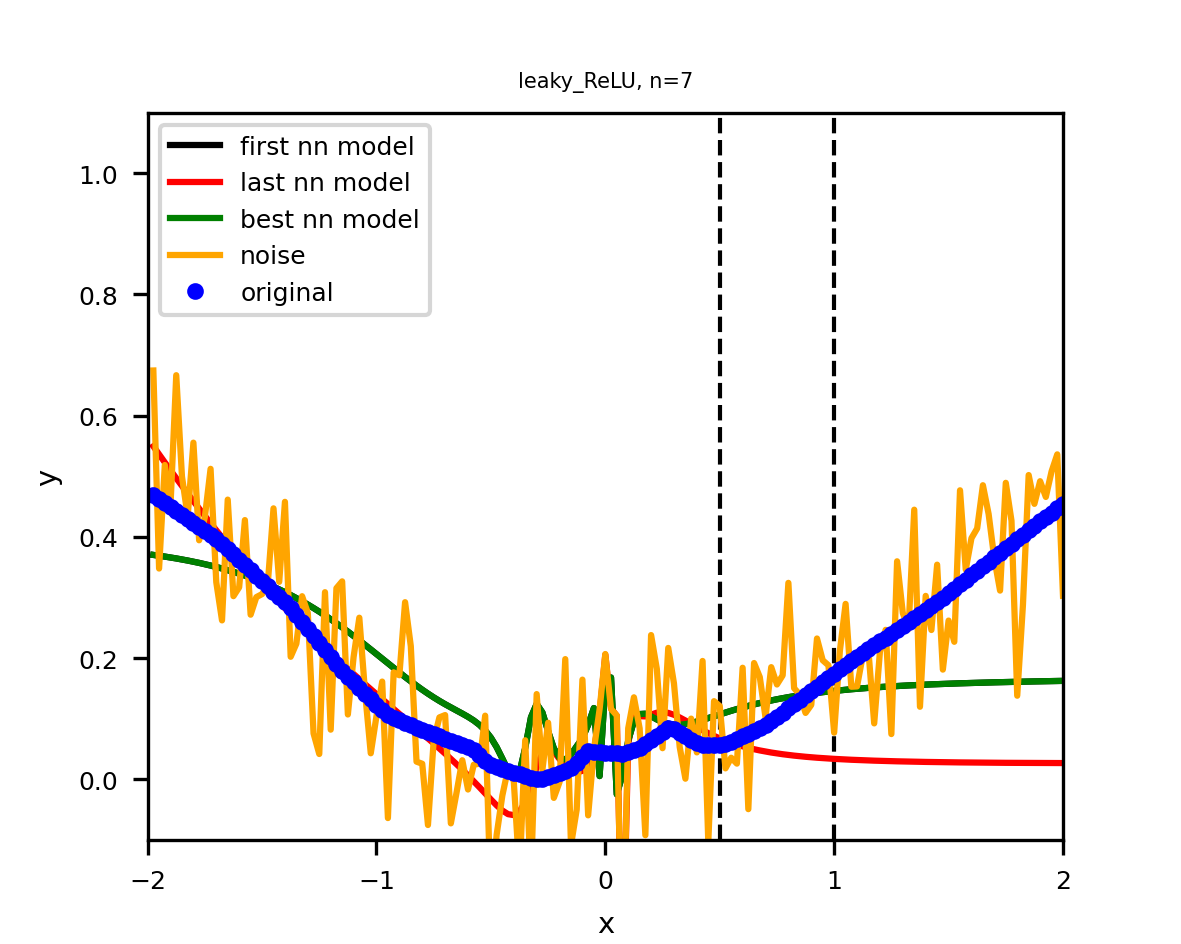 leaky_ReLU, n=7
first nn model
last nn model
best nn model
noise
original
1.0
0.8
0.6
0.4
0.2
0.0
y
−2
−1
0
1
2
x